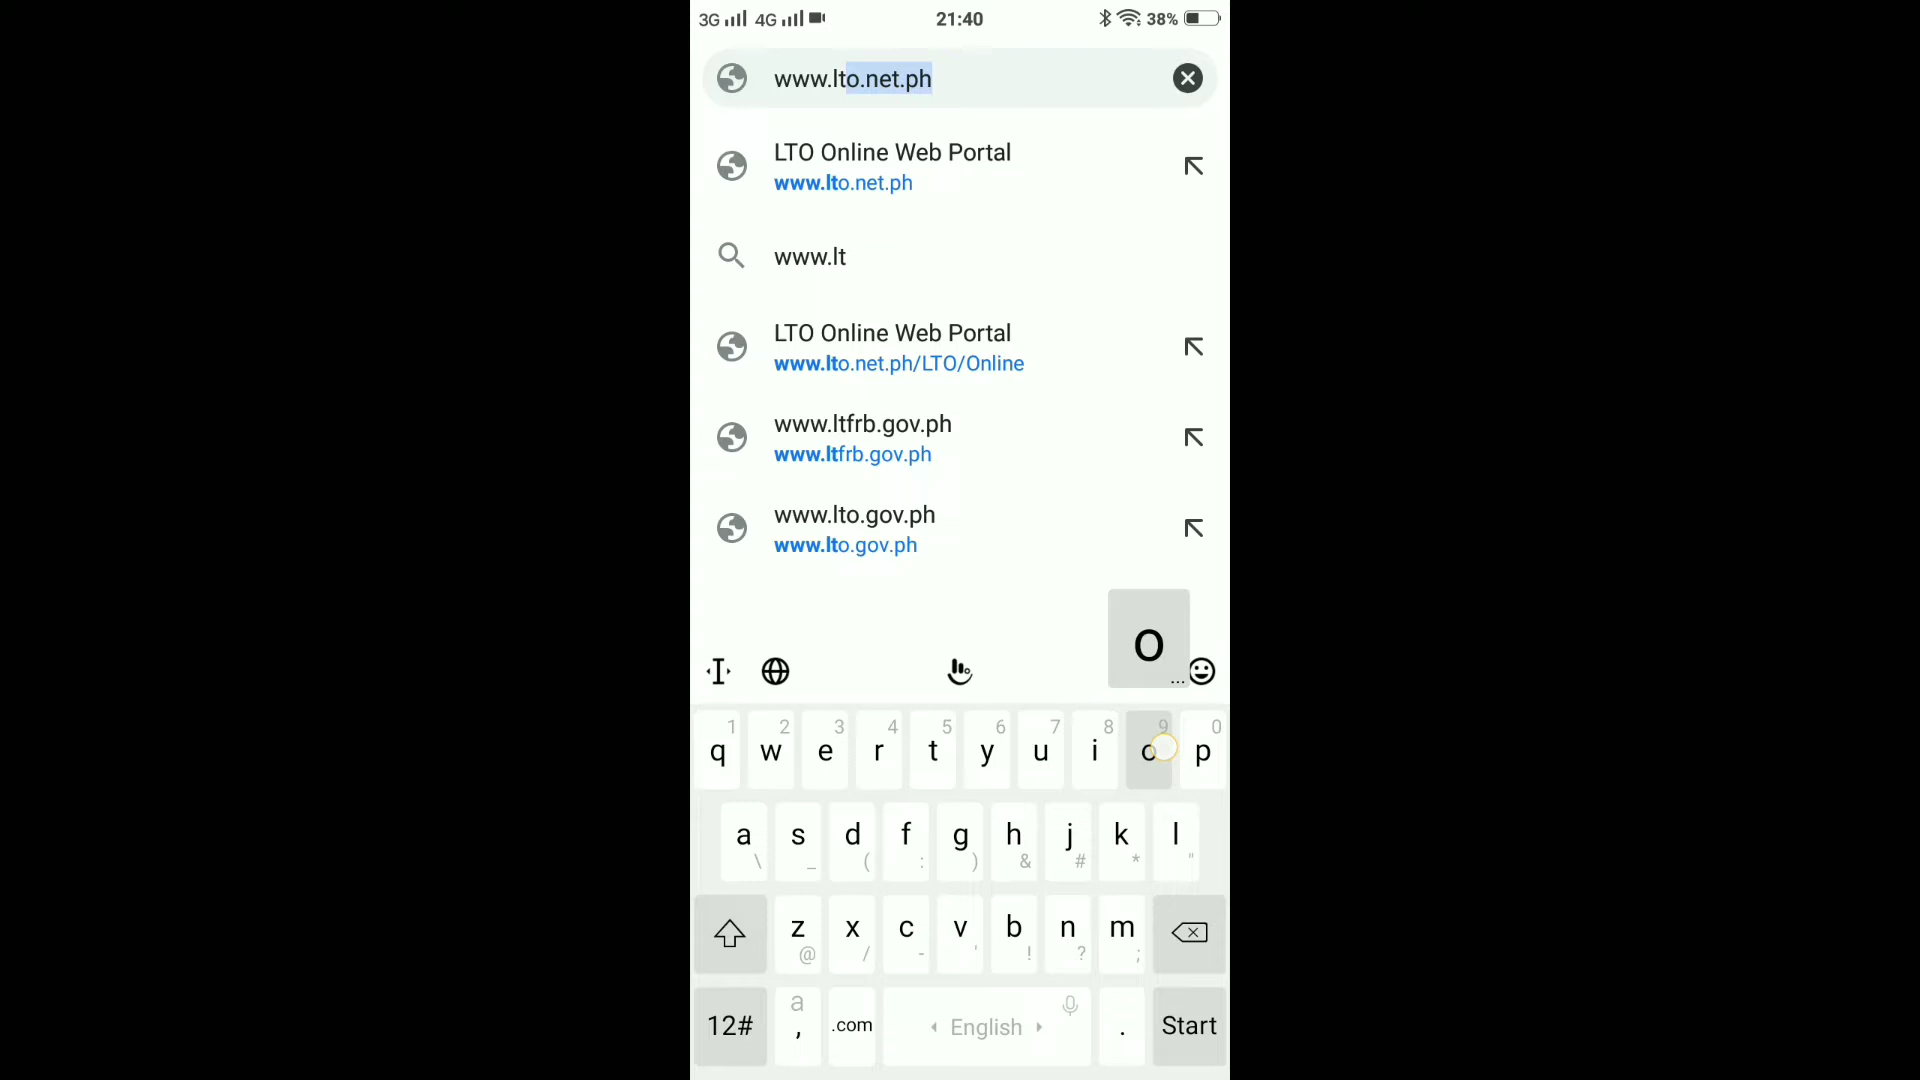 3G 4G 21:40 38%
www.lto.net.ph
LTO Online Web Portal
www.lto.net.ph
www.lt
LTO Online Web Portal
www.lto.net.ph/LTO/Online
www.ltfrb.gov.ph
www.ltfrb.gov.ph
www.lto.gov.ph
www.lto.gov.ph
o
...
1 2 3 4 5 6 7 8 9 0
q w e r t y u i o p
a s d f g h j k l
\ _ ( : ) & # * "
z x c v b n m
@ / - ' ! ? ;
a
12# , .com English . Start